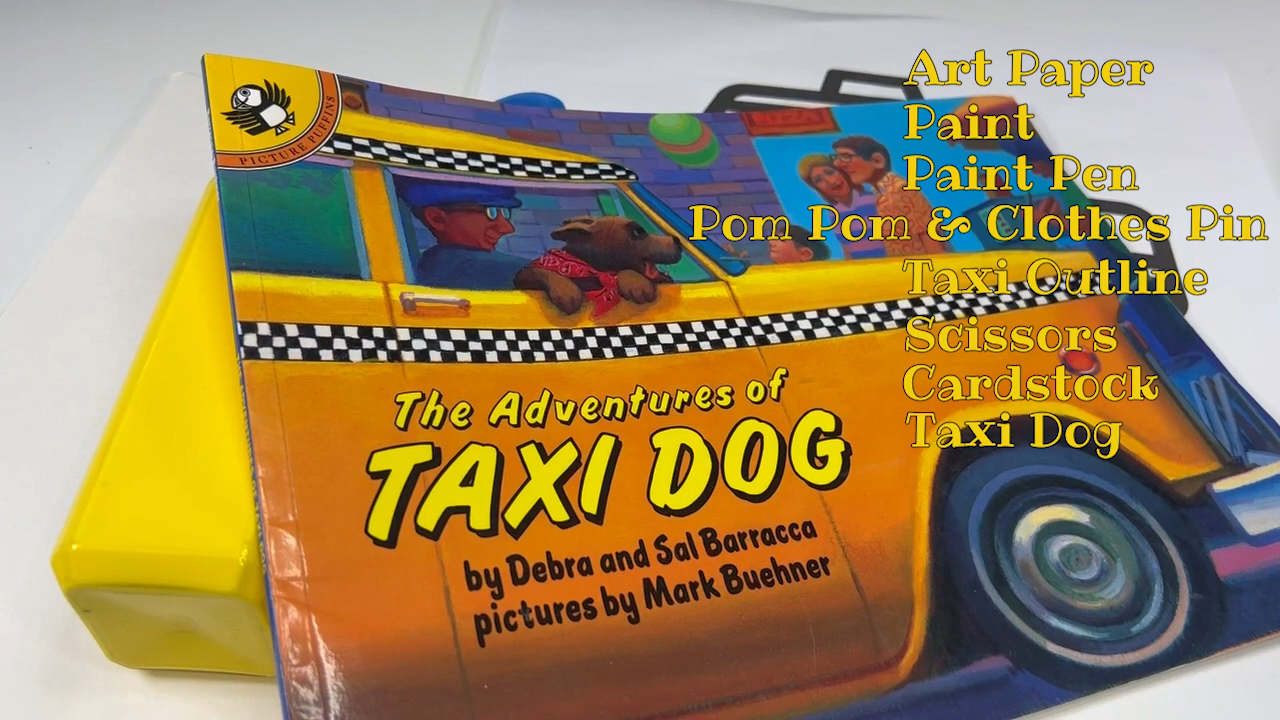 PICTURE PUFFINS
The Adventures of
TAXI DOG
by Debra and Sal Barracca
pictures by Mark Buehner
Art Paper
Paint
Paint Pen
Pom Pom & Clothes Pin
Taxi Outline
Scissors
Cardstock
Taxi Dog